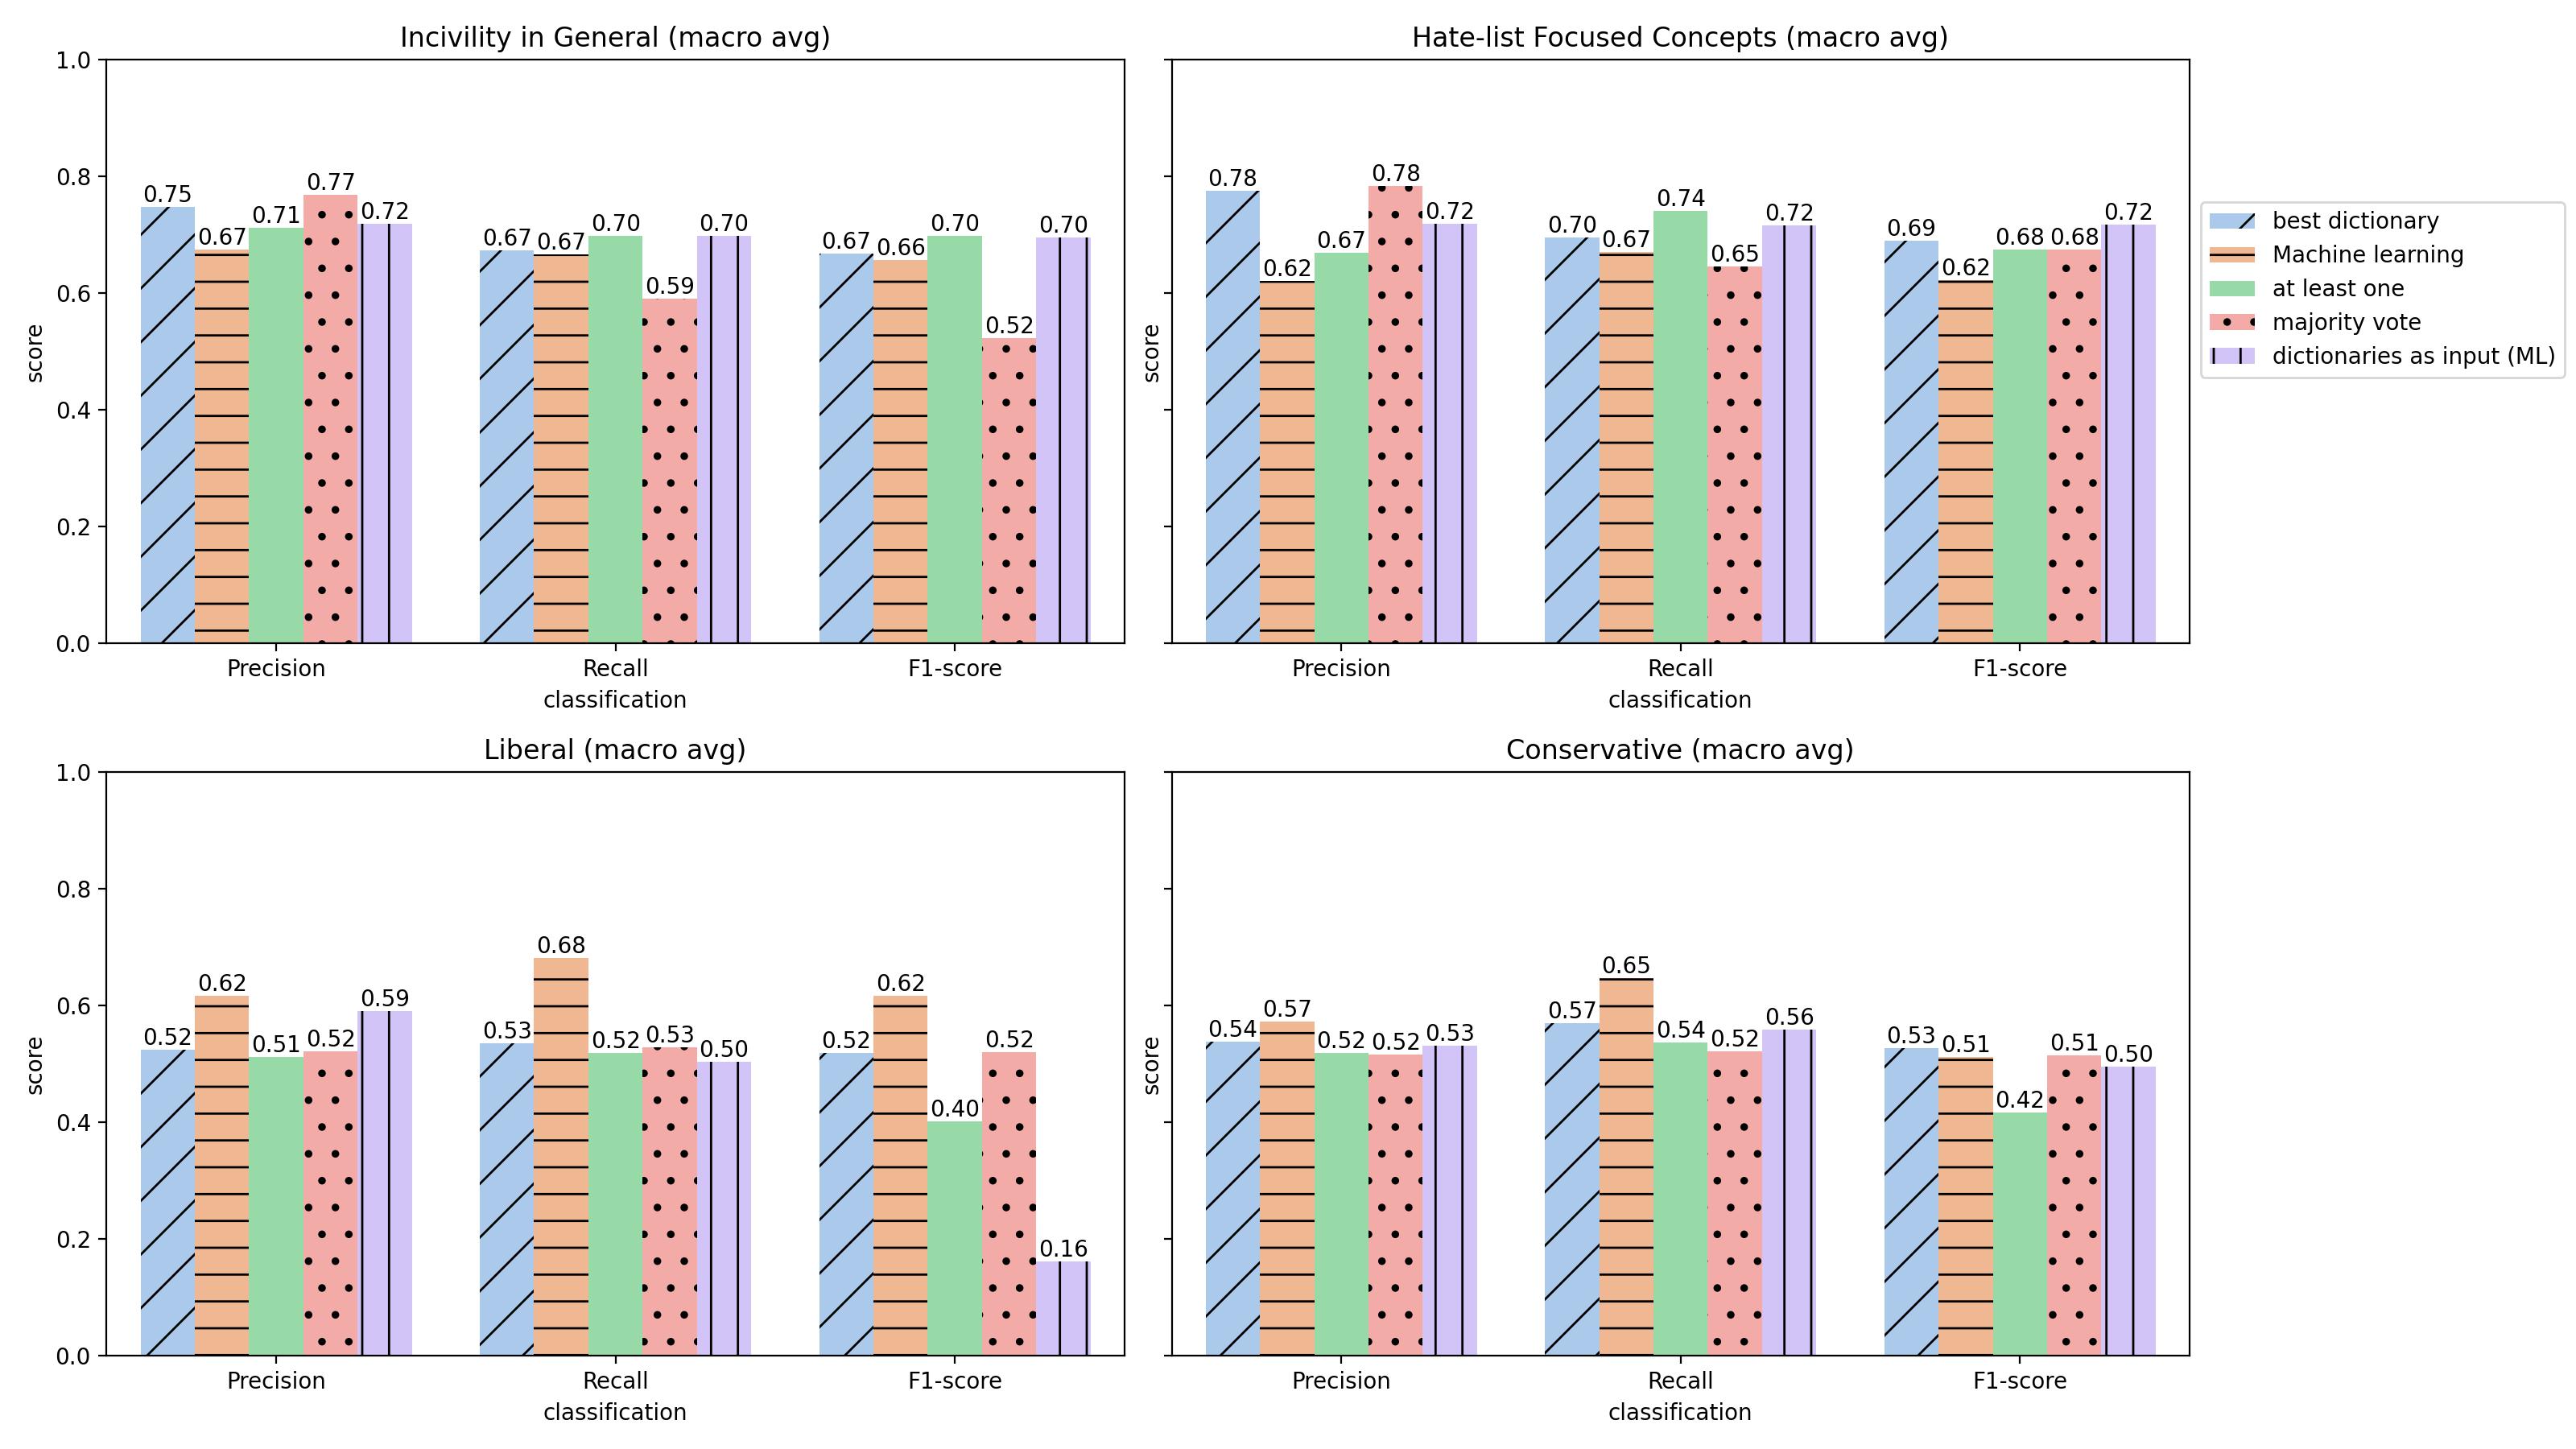 Incivility in General (macro avg)
1.0
0.8
0.6
0.4
0.2
0.0
score
0.75
0.67
0.71
0.77
0.72
0.67
0.67
0.70
0.59
0.70
0.67
0.66
0.70
0.52
0.70
Precision
Recall
F1-score
classification
Hate-list Focused Concepts (macro avg)
score
0.78
0.62
0.67
0.78
0.72
0.70
0.67
0.74
0.65
0.72
0.69
0.62
0.68
0.68
0.72
Precision
Recall
F1-score
classification
best dictionary
Machine learning
at least one
majority vote
dictionaries as input (ML)
Liberal (macro avg)
1.0
0.8
0.6
0.4
0.2
0.0
score
0.52
0.62
0.51
0.52
0.59
0.53
0.68
0.52
0.53
0.50
0.52
0.62
0.40
0.52
0.16
Precision
Recall
F1-score
classification
Conservative (macro avg)
score
0.54
0.57
0.52
0.52
0.53
0.57
0.65
0.54
0.52
0.56
0.53
0.51
0.42
0.51
0.50
Precision
Recall
F1-score
classification